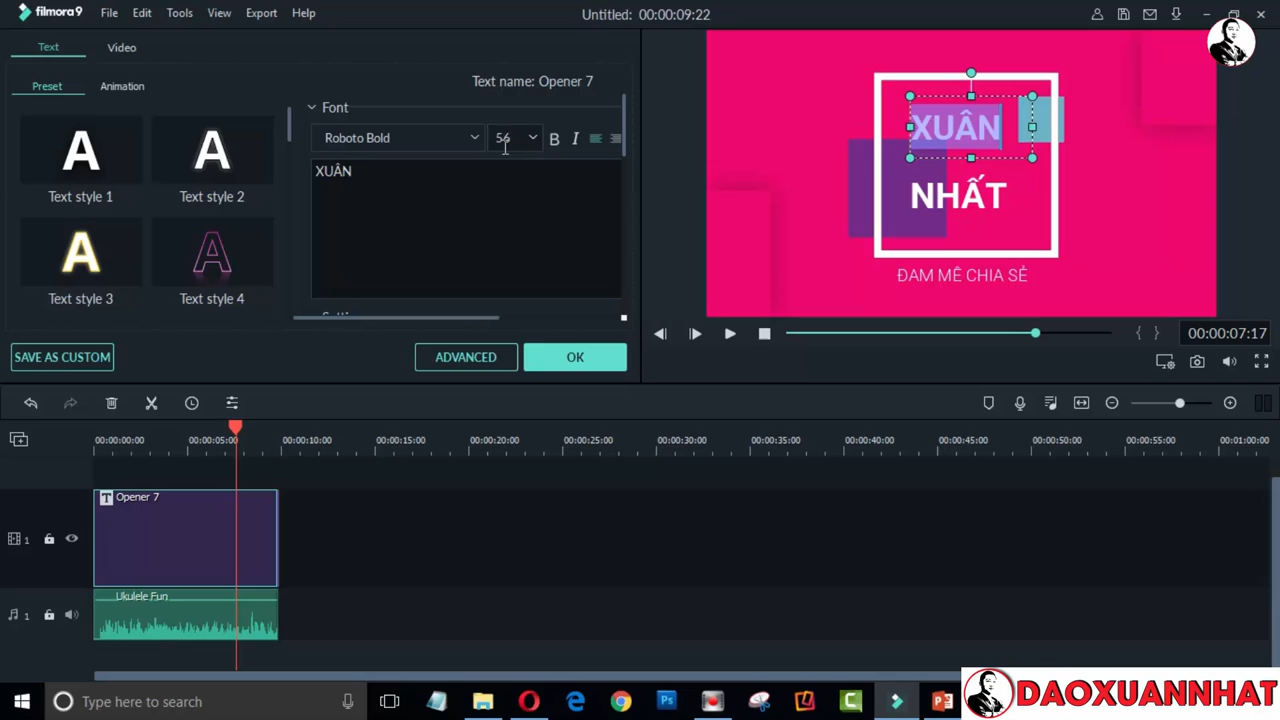 filmora 9 File Edit Tools View Export Help Untitled: 00:00:09:22
Text Video
Text name: Opener 7
Preset Animation
Font
Roboto Bold 56 B I
XUÂN
A A
Text style 1 Text style 2
A A
Text style 3 Text style 4
XUÂN
NHẤT
ĐAM MÊ CHIA SẺ
SAVE AS CUSTOM ADVANCED OK
00:00:07:17
00:00:00:00 00:00:05:00 00:00:10:00 00:00:15:00 00:00:20:00 00:00:25:00 00:00:30:00 00:00:35:00 00:00:40:00 00:00:45:00 00:00:50:00 00:00:55:00 00:01:00:00
T Opener 7
1
Ukulele Fun
1
Type here to search
Ps
DAOXUANNHAT